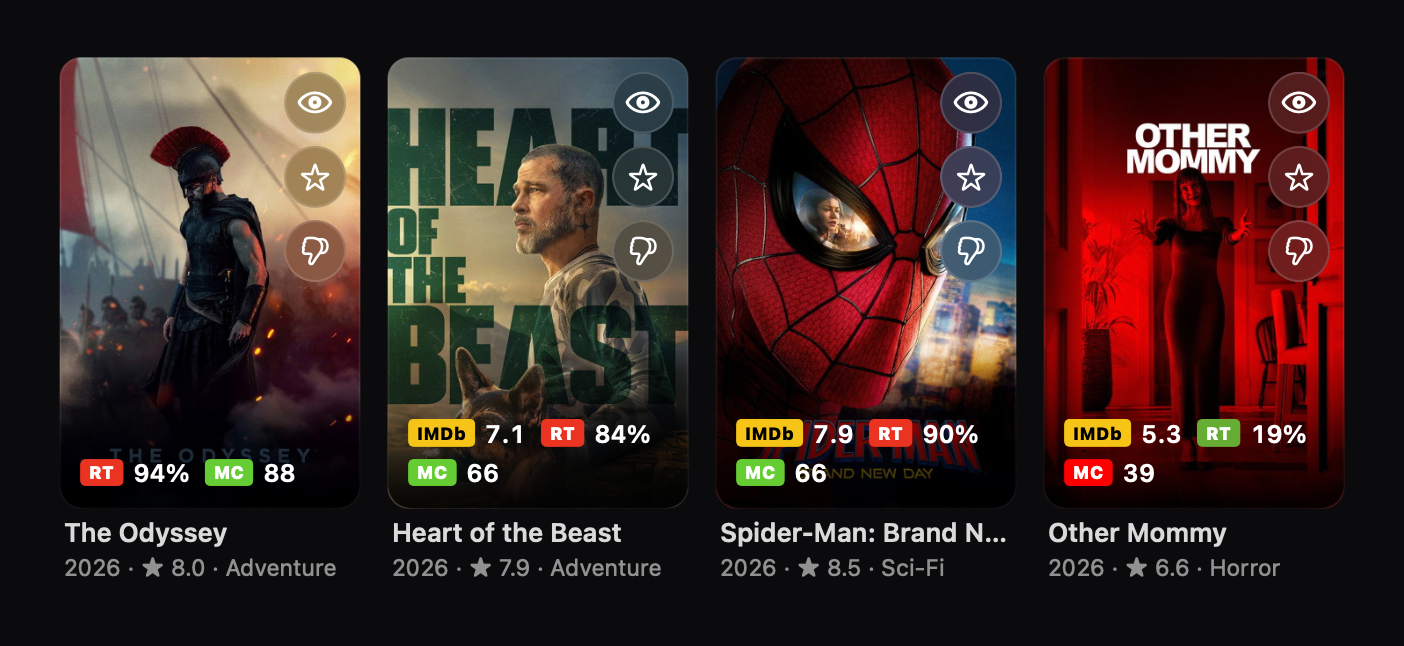 THE ODYSSEY
RT 94% MC 88
The Odyssey
2026 · ★ 8.0 · Adventure
HEART
OF
THE
BEAST
IMDb 7.1 RT 84%
MC 66
Heart of the Beast
2026 · ★ 7.9 · Adventure
SPIDER-MAN
BRAND NEW DAY
IMDb 7.9 RT 90%
MC 66
Spider-Man: Brand N...
2026 · ★ 8.5 · Sci-Fi
OTHER
MOMMY
IMDb 5.3 RT 19%
MC 39
Other Mommy
2026 · ★ 6.6 · Horror